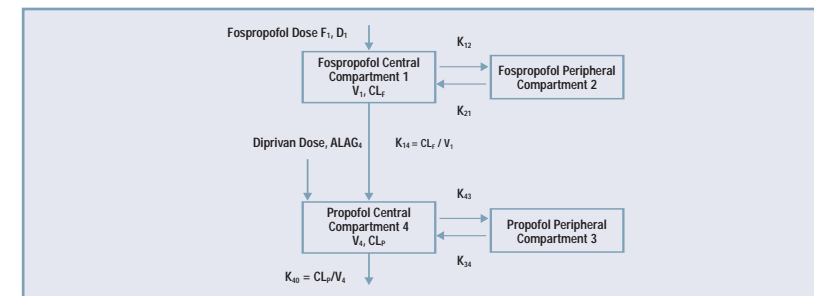 Fospropofol Dose F₁, D₁
K₁₂
Fospropofol Central
Compartment 1
V₁, CL_F
Fospropofol Peripheral
Compartment 2
K₂₁
Diprivan Dose, ALAG₄
K₁₄ = CL_F / V₁
K₄₃
Propofol Central
Compartment 4
V₄, CL_P
Propofol Peripheral
Compartment 3
K₃₄
K₄₀ = CL_P/V₄